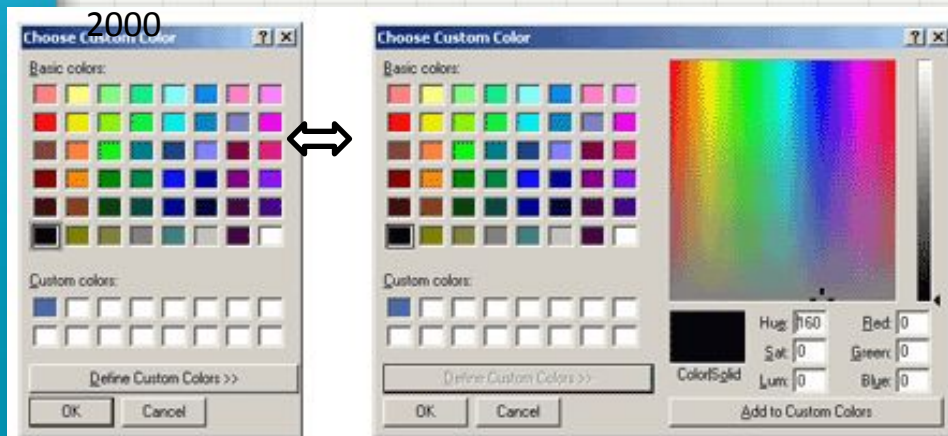 2000
Choose Custom Color
Basic colors:
Custom colors:
Define Custom Colors >>
OK
Cancel
Choose Custom Color
Basic colors:
Custom colors:
Define Custom Colors >>
OK
Cancel
Color|Solid
Hue: 160
Sat: 0
Lum: 0
Red: 0
Green: 0
Blue: 0
Add to Custom Colors